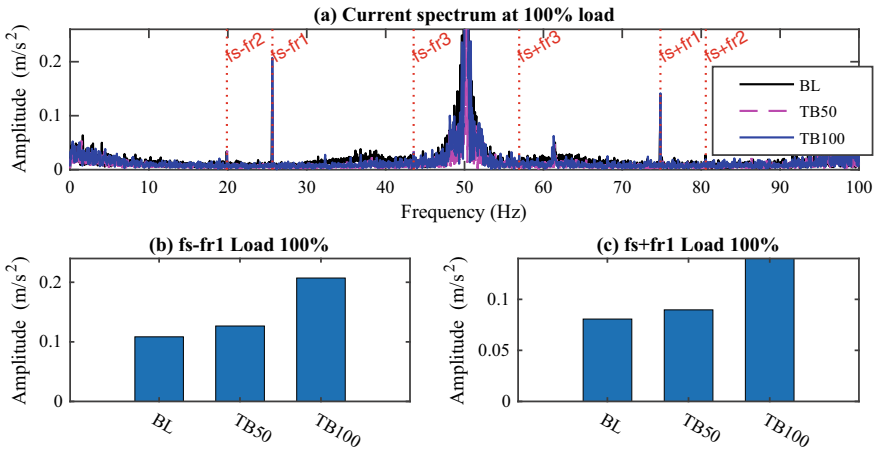 (a) Current spectrum at 100% load
fs-fr2
fs-fr1
fs-fr3
fs+fr3
fs+fr1
fs+fr2
Amplitude (m/s²)
0.2
0.1
0
BL
TB50
TB100
0 10 20 30 40 50 60 70 80 90 100
Frequency (Hz)
(b) fs-fr1 Load 100%
Amplitude (m/s²)
0.2
0.1
0
BL TB50 TB100
(c) fs+fr1 Load 100%
Amplitude (m/s²)
0.1
0.05
0
BL TB50 TB100